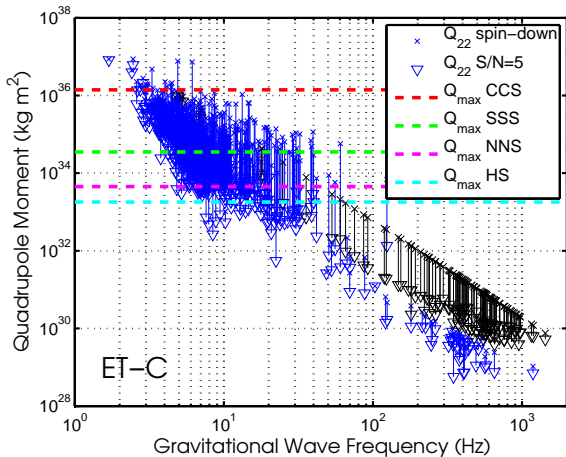 10^38
10^36
10^34
10^32
10^30
10^28
Quadrupole Moment (kg m^2)
Q_22 spin-down
Q_22 S/N=5
Q_max CCS
Q_max SSS
Q_max NNS
Q_max HS
ET-C
10^0
10^1
10^2
10^3
Gravitational Wave Frequency (Hz)